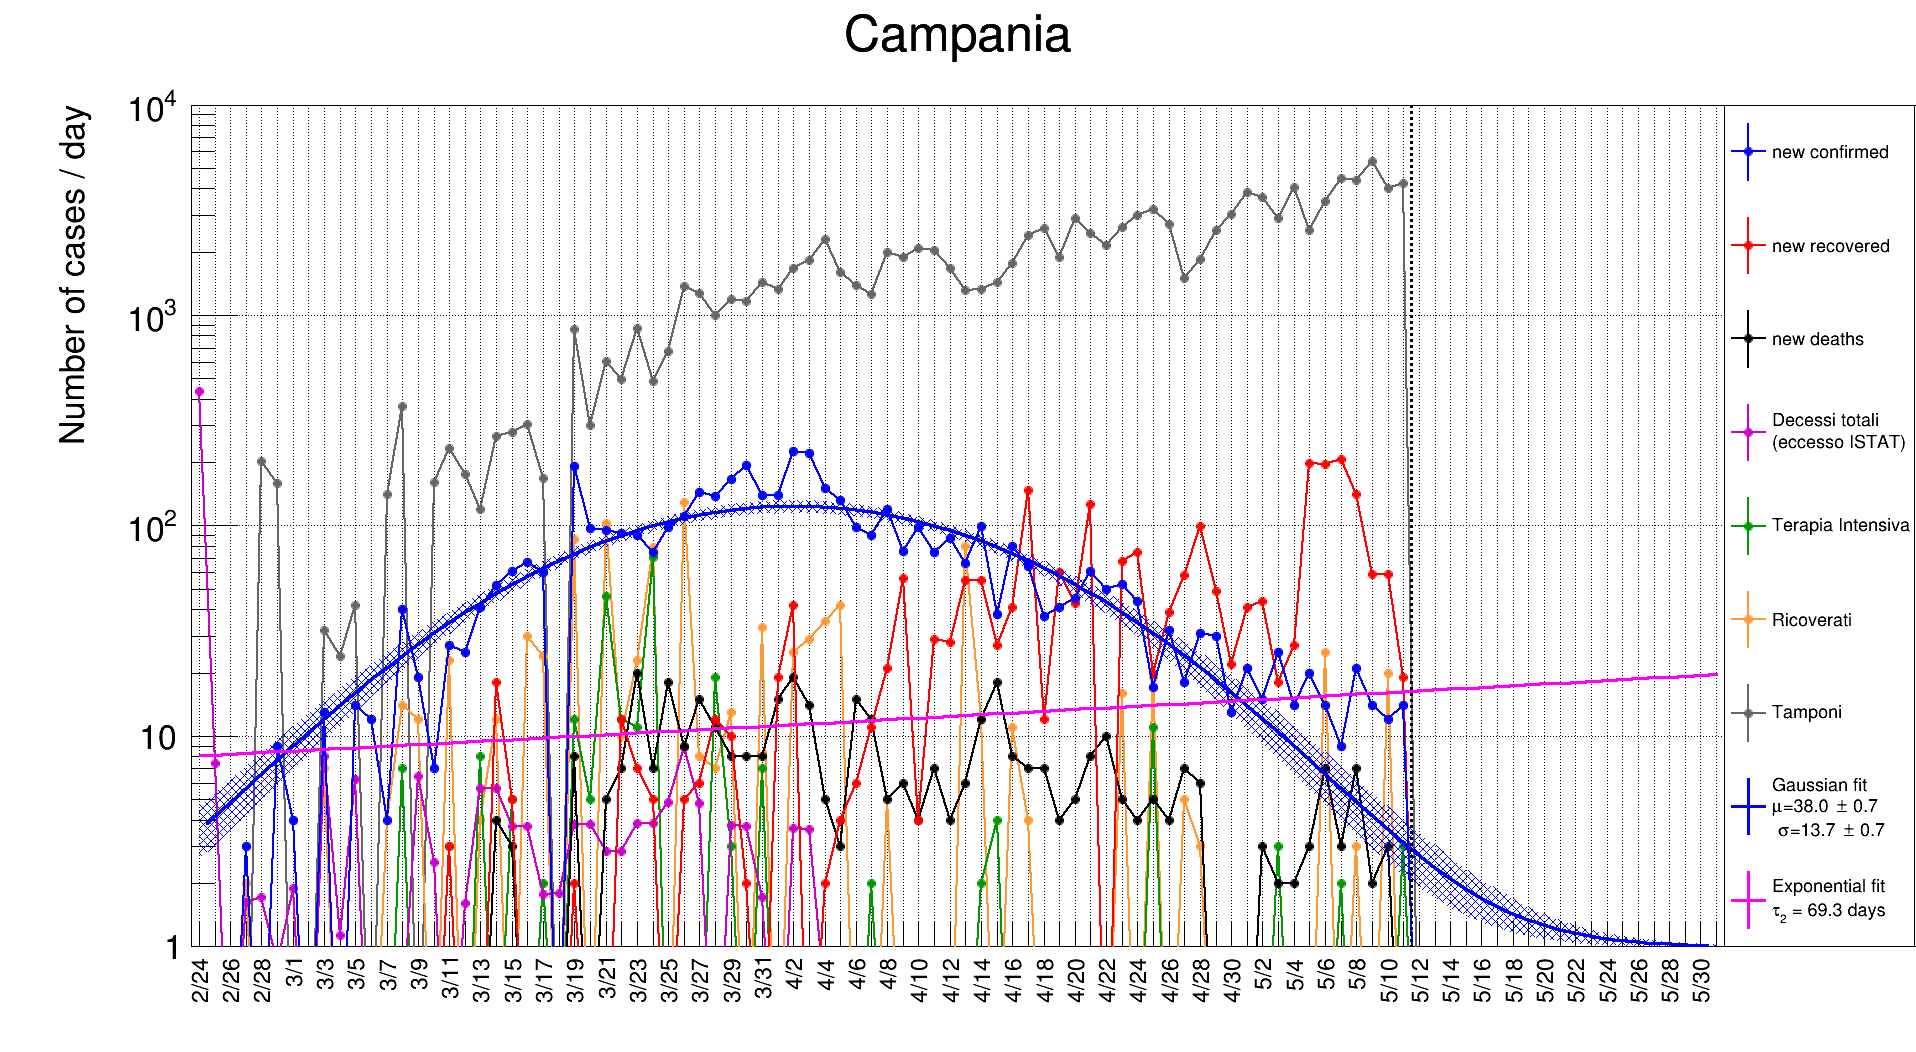 Campania
Number of cases / day
10^4
10^3
10^2
10
1
2/24 2/26 2/28 3/1 3/3 3/5 3/7 3/9 3/11 3/13 3/15 3/17 3/19 3/21 3/23 3/25 3/27 3/29 3/31 4/2 4/4 4/6 4/8 4/10 4/12 4/14 4/16 4/18 4/20 4/22 4/24 4/26 4/28 4/30 5/2 5/4 5/6 5/8 5/10 5/12 5/14 5/16 5/18 5/20 5/22 5/24 5/26 5/28 5/30
new confirmed
new recovered
new deaths
Decessi totali
(eccesso ISTAT)
Terapia Intensiva
Ricoverati
Tamponi
Gaussian fit
μ=38.0 ± 0.7
σ=13.7 ± 0.7
Exponential fit
τ_2 = 69.3 days